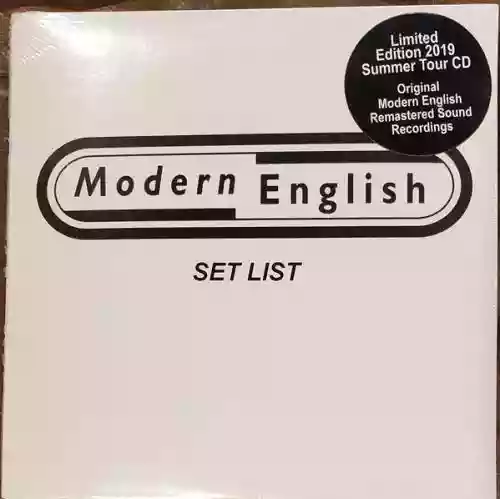 Limited
Edition 2019
Summer Tour CD
Original
Modern English
Remastered Sound
Recordings
Modern English
SET LIST